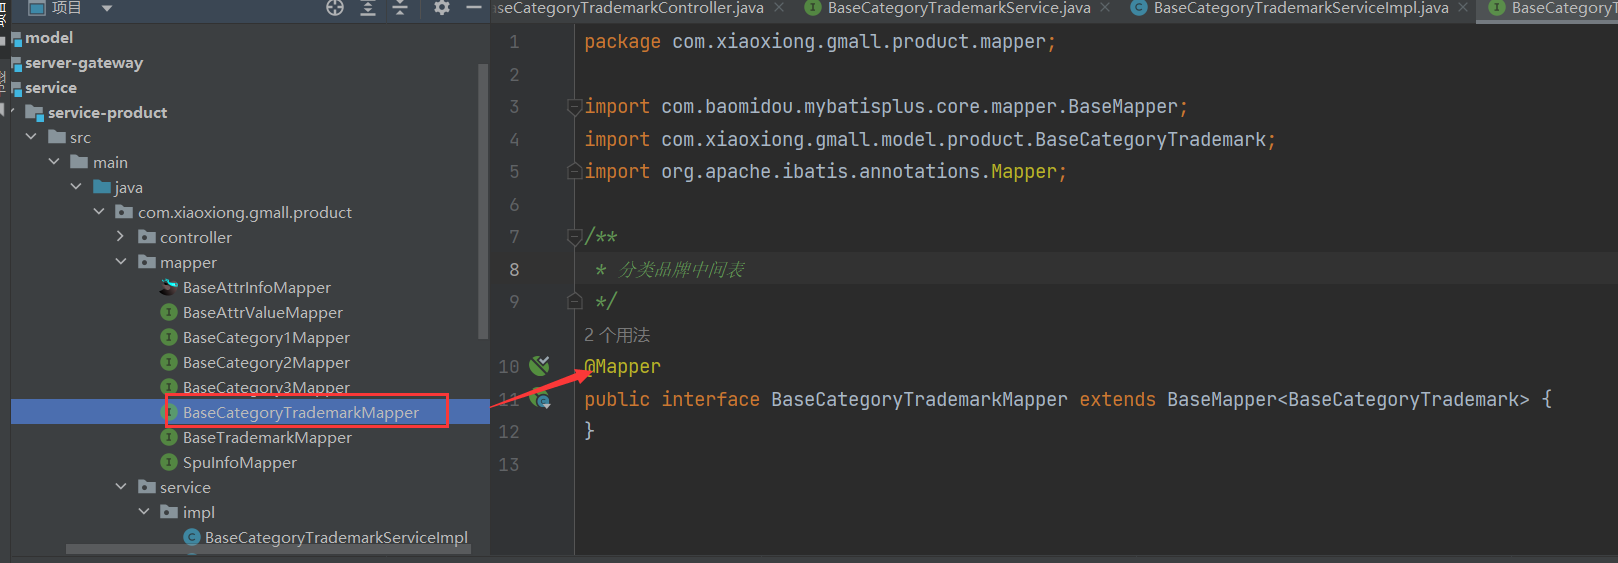 项目
model
server-gateway
service
service-product
src
main
java
com.xiaoxiong.gmall.product
controller
mapper
BaseAttrInfoMapper
BaseAttrValueMapper
BaseCategory1Mapper
BaseCategory2Mapper
BaseCategory3Mapper
BaseCategoryTrademarkMapper
BaseTrademarkMapper
SpuInfoMapper
service
impl
BaseCategoryTrademarkServiceImpl
aseCategoryTrademarkController.java
BaseCategoryTrademarkService.java
BaseCategoryTrademarkServiceImpl.java
BaseCategoryT
1 package com.xiaoxiong.gmall.product.mapper;
2
3 import com.baomidou.mybatisplus.core.mapper.BaseMapper;
4 import com.xiaoxiong.gmall.model.product.BaseCategoryTrademark;
5 import org.apache.ibatis.annotations.Mapper;
6
7 /**
8 * 分类品牌中间表
9 */
2 个用法
10 @Mapper
11 public interface BaseCategoryTrademarkMapper extends BaseMapper<BaseCategoryTrademark> {
12 }
13